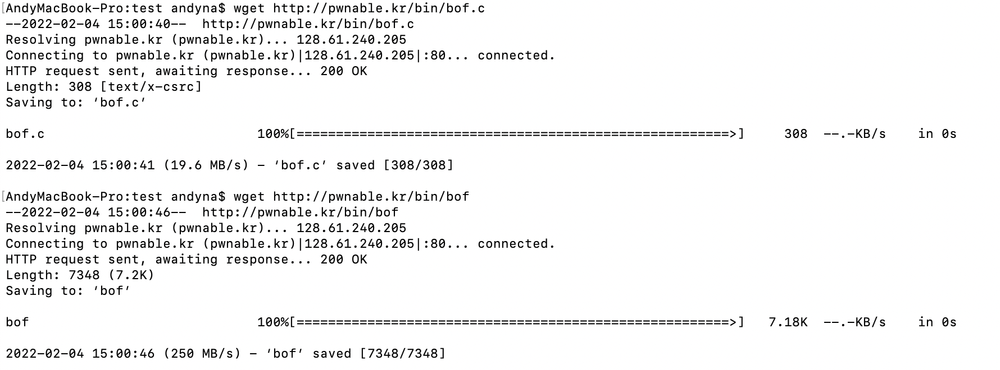 [AndyMacBook-Pro:test andyna$ wget http://pwnable.kr/bin/bof.c
--2022-02-04 15:00:40--  http://pwnable.kr/bin/bof.c
Resolving pwnable.kr (pwnable.kr)... 128.61.240.205
Connecting to pwnable.kr (pwnable.kr)|128.61.240.205|:80... connected.
HTTP request sent, awaiting response... 200 OK
Length: 308 [text/x-csrc]
Saving to: ‘bof.c’
bof.c                           100%[=======================================================>]     308  --.-KB/s    in 0s
2022-02-04 15:00:41 (19.6 MB/s) - ‘bof.c’ saved [308/308]
[AndyMacBook-Pro:test andyna$ wget http://pwnable.kr/bin/bof
--2022-02-04 15:00:46--  http://pwnable.kr/bin/bof
Resolving pwnable.kr (pwnable.kr)... 128.61.240.205
Connecting to pwnable.kr (pwnable.kr)|128.61.240.205|:80... connected.
HTTP request sent, awaiting response... 200 OK
Length: 7348 (7.2K)
Saving to: ‘bof’
bof                             100%[=======================================================>]   7.18K  --.-KB/s    in 0s
2022-02-04 15:00:46 (250 MB/s) - ‘bof’ saved [7348/7348]